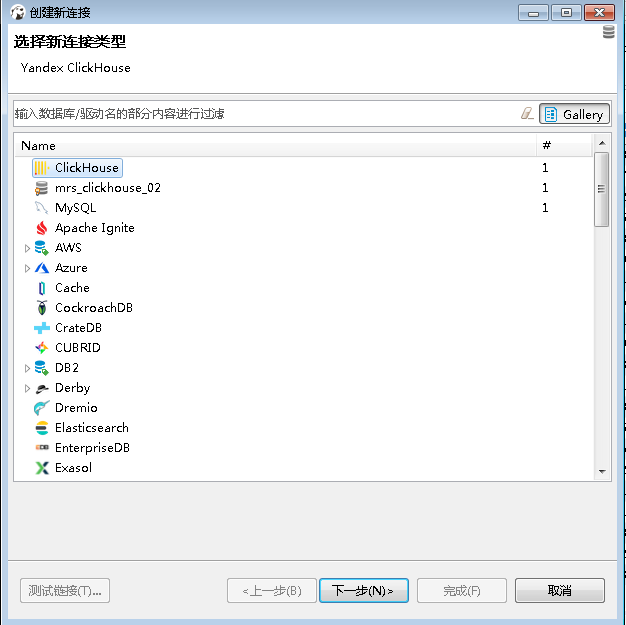 创建新连接
选择新连接类型
Yandex ClickHouse
输入数据库/驱动名的部分内容进行过滤
Gallery
Name #
ClickHouse 1
mrs_clickhouse_02 1
MySQL 1
Apache Ignite
AWS
Azure
Cache
CockroachDB
CrateDB
CUBRID
DB2
Derby
Dremio
Elasticsearch
EnterpriseDB
Exasol
测试链接(T)... <上一步(B) 下一步(N)> 完成(F) 取消